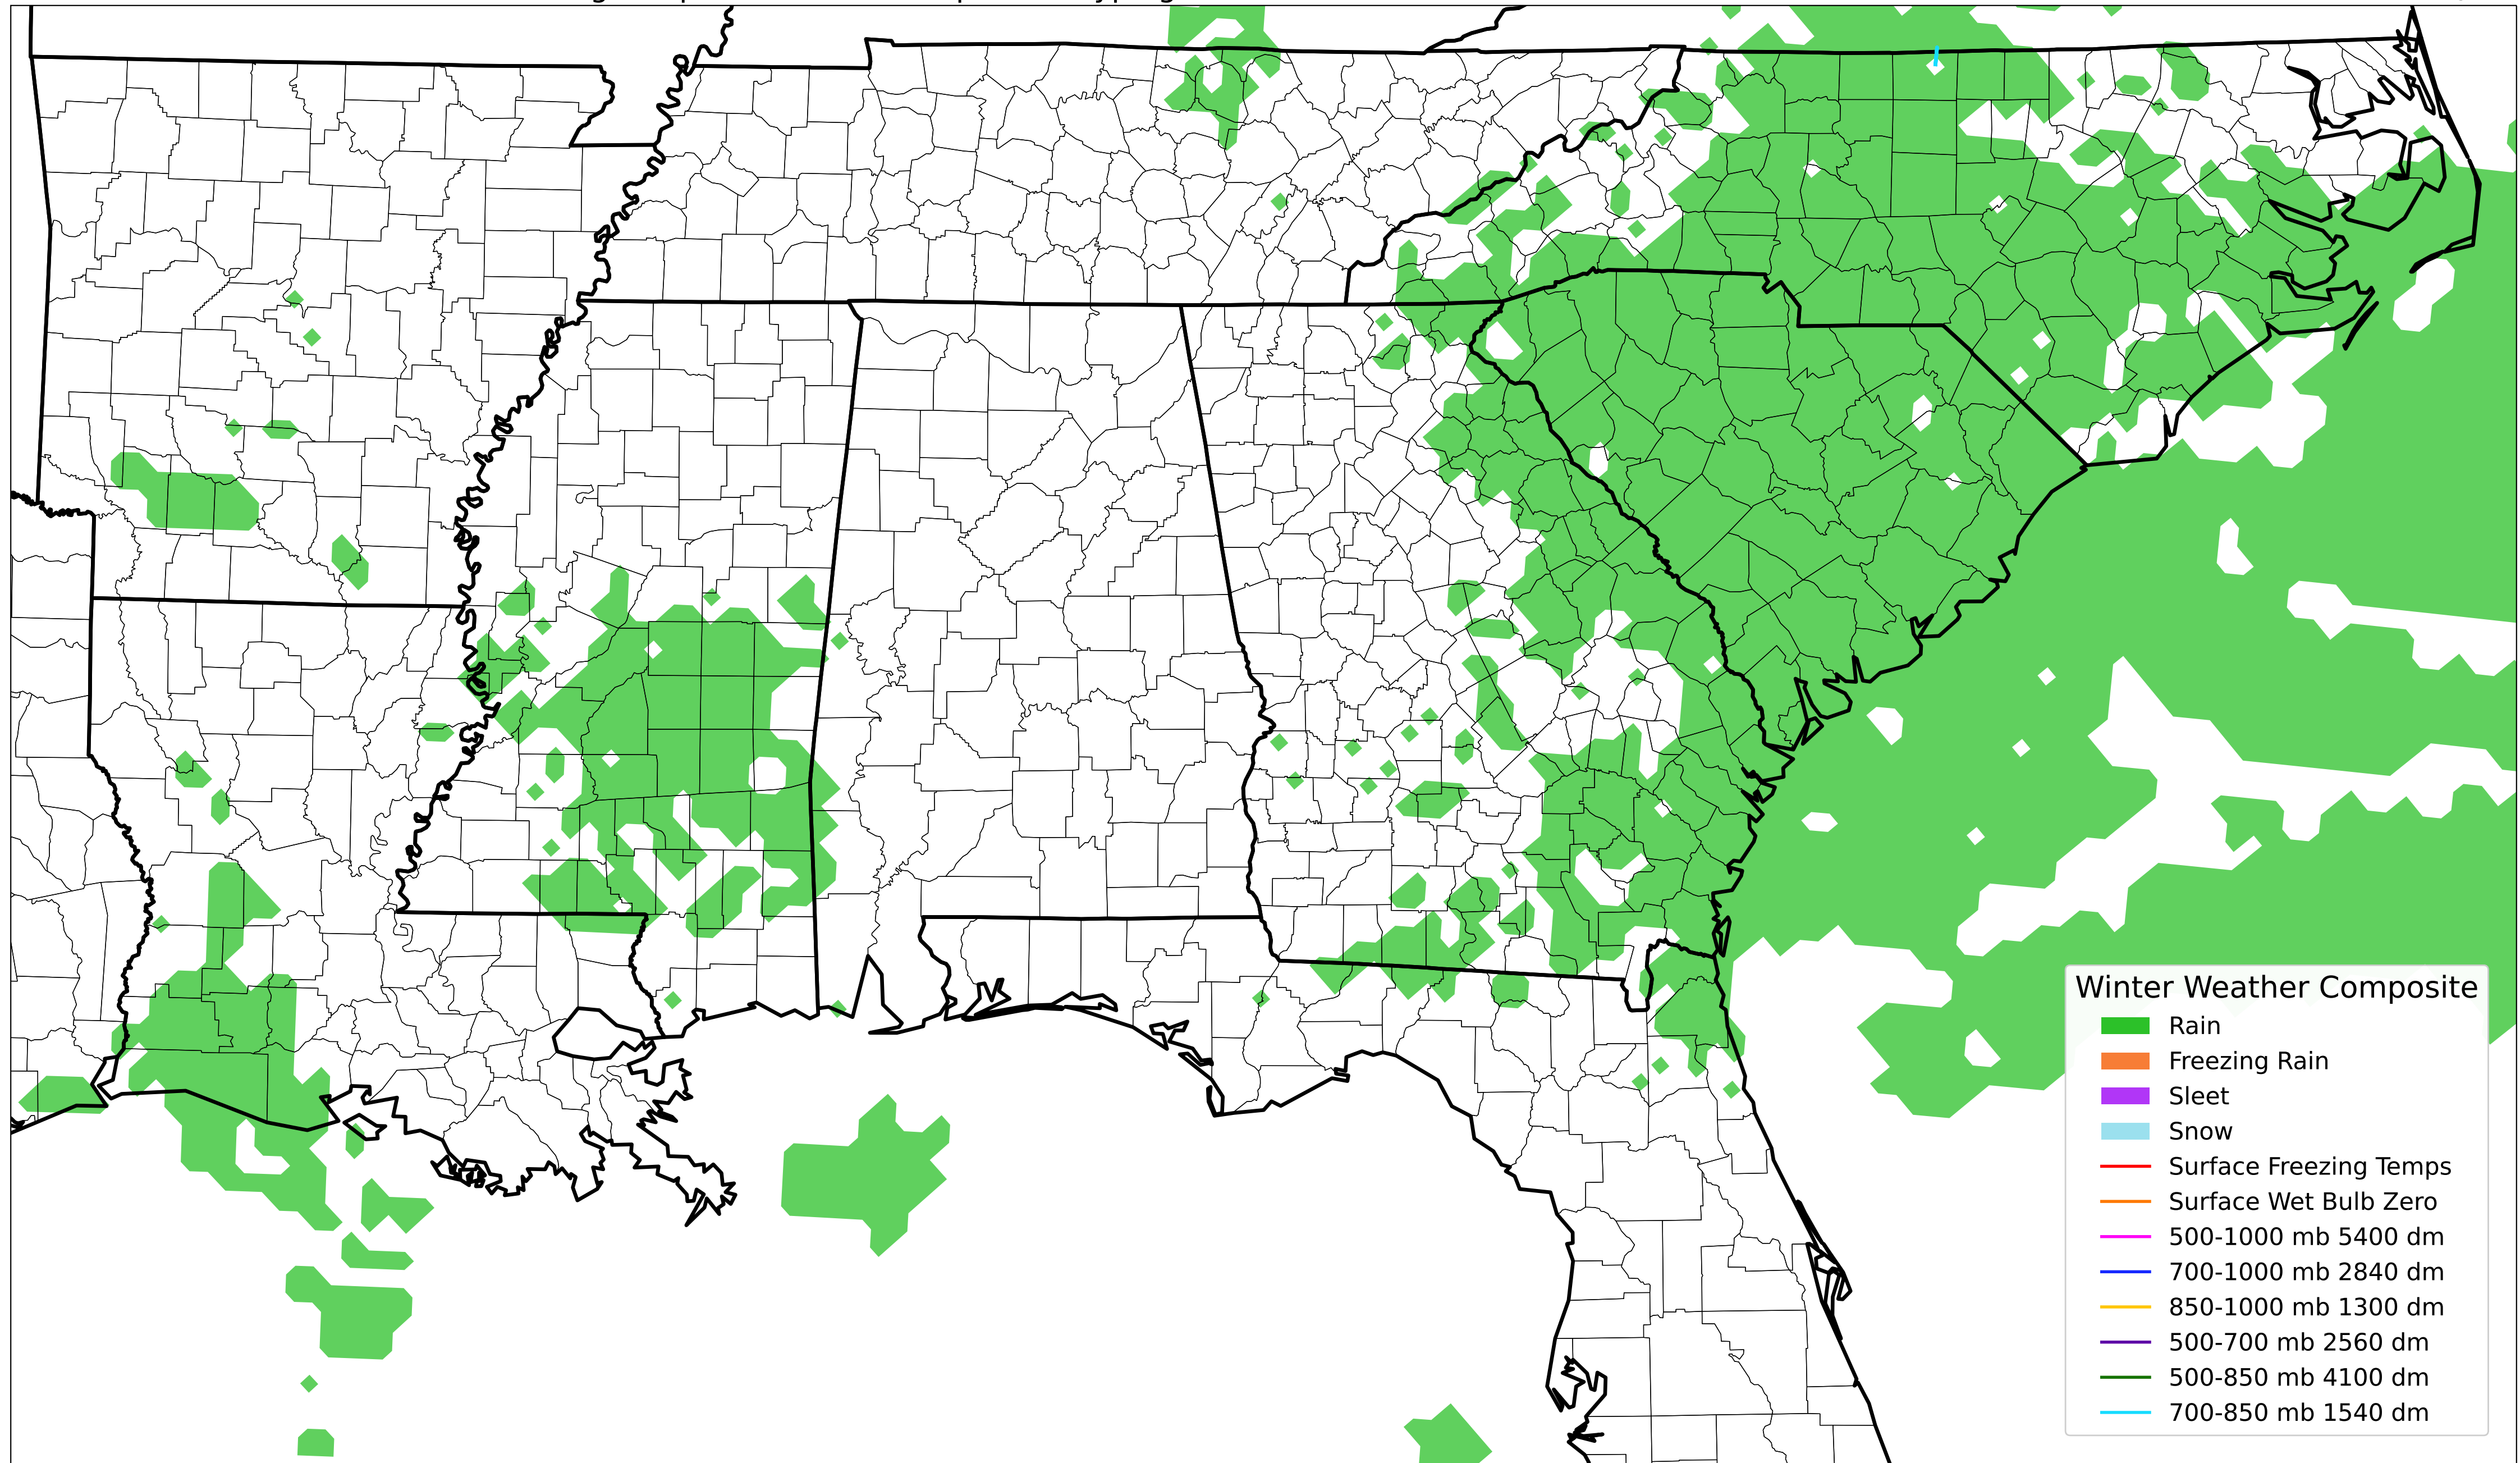 Winter Weather Composite
Rain
Freezing Rain
Sleet
Snow
Surface Freezing Temps
Surface Wet Bulb Zero
500-1000 mb 5400 dm
700-1000 mb 2840 dm
850-1000 mb 1300 dm
500-700 mb 2560 dm
500-850 mb 4100 dm
700-850 mb 1540 dm